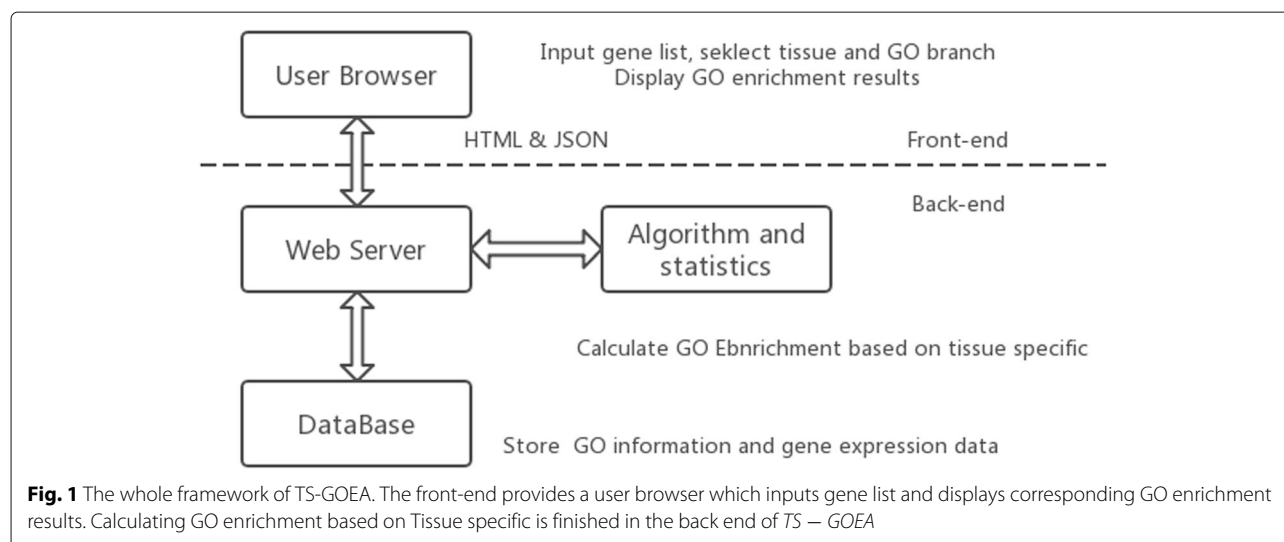 User Browser
Input gene list, seklect tissue and GO branch
Display GO enrichment results
HTML & JSON
Front-end
Back-end
Web Server
Algorithm and
statistics
Calculate GO Ebnrichment based on tissue specific
DataBase
Store GO information and gene expression data
Fig. 1 The whole framework of TS-GOEA. The front-end provides a user browser which inputs gene list and displays corresponding GO enrichment
results. Calculating GO enrichment based on Tissue specific is finished in the back end of TS − GOEA